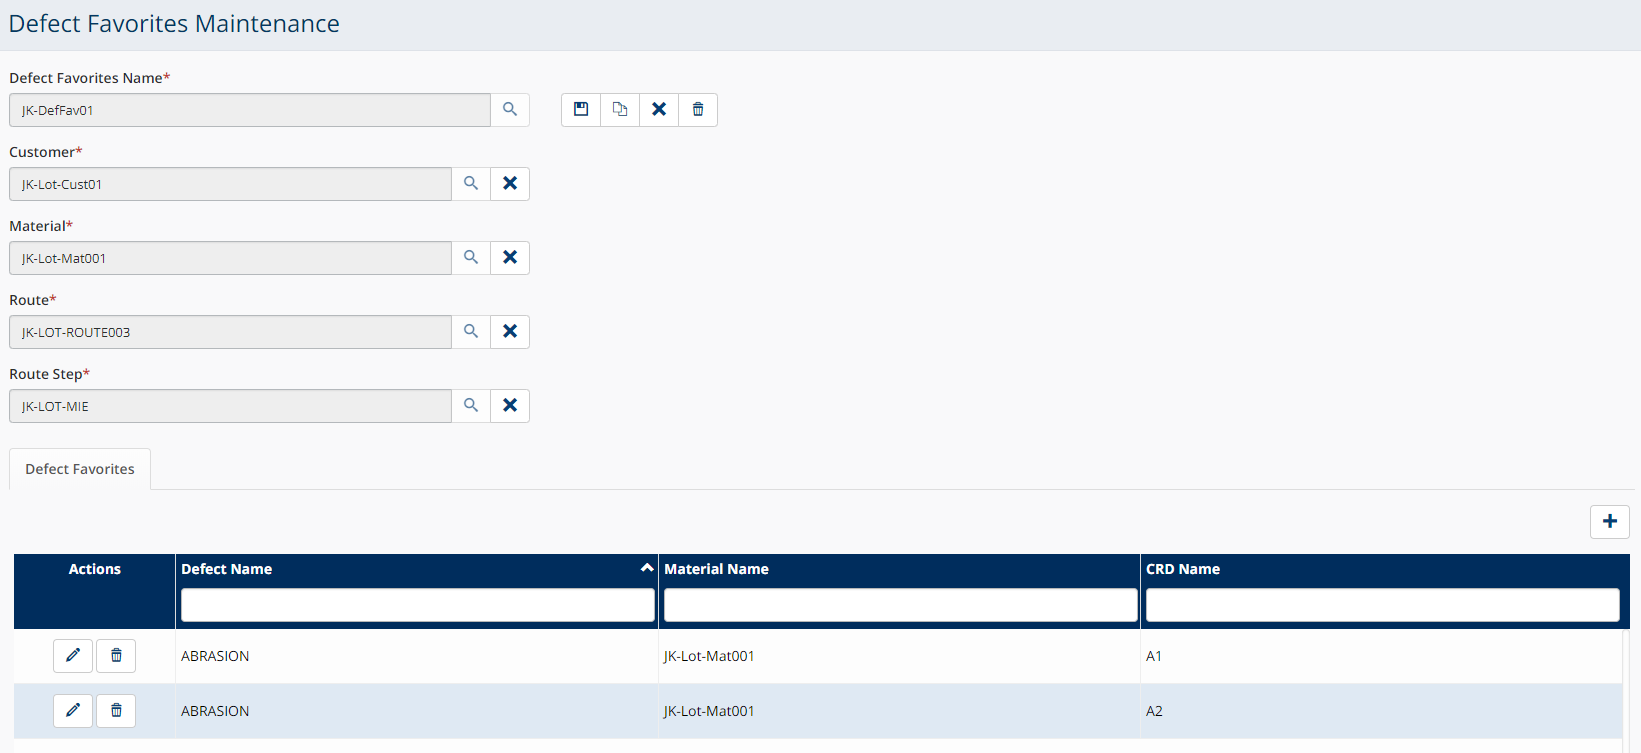 Defect Favorites Maintenance
Defect Favorites Name*
JK-DefFav01
Customer*
JK-Lot-Cust01
Material*
JK-Lot-Mat001
Route*
JK-LOT-ROUTE003
Route Step*
JK-LOT-MIE
Defect Favorites
Actions Defect Name Material Name CRD Name
ABRASION JK-Lot-Mat001 A1
ABRASION JK-Lot-Mat001 A2